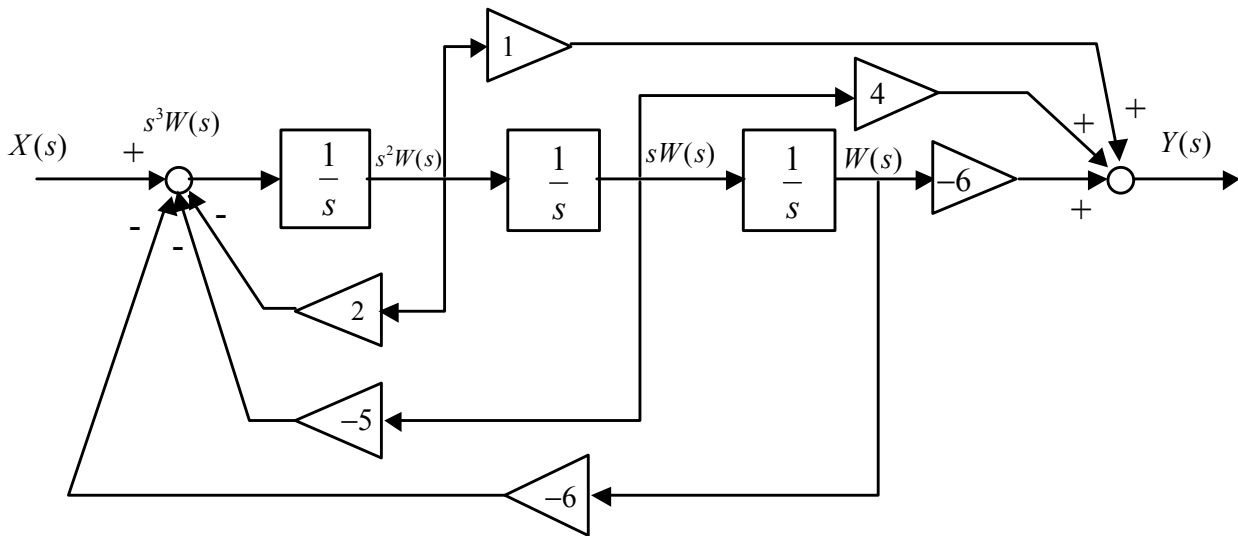 1
4
s³W(s)
X(s)
+
1/s
s²W(s)
1/s
sW(s)
1/s
W(s)
-6
+
+
+
Y(s)
-
-
-
2
-5
-6